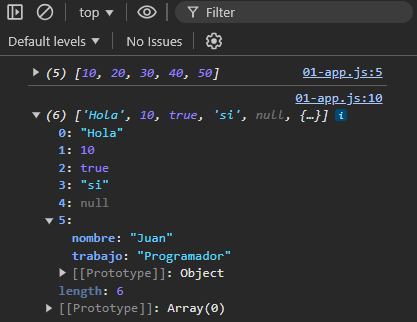 top Filter
Default levels No Issues
(5) [10, 20, 30, 40, 50] 01-app.js:5
01-app.js:10
(6) ['Hola', 10, true, 'si', null, {…}] i
0: "Hola"
1: 10
2: true
3: "si"
4: null
5:
nombre: "Juan"
trabajo: "Programador"
[[Prototype]]: Object
length: 6
[[Prototype]]: Array(0)